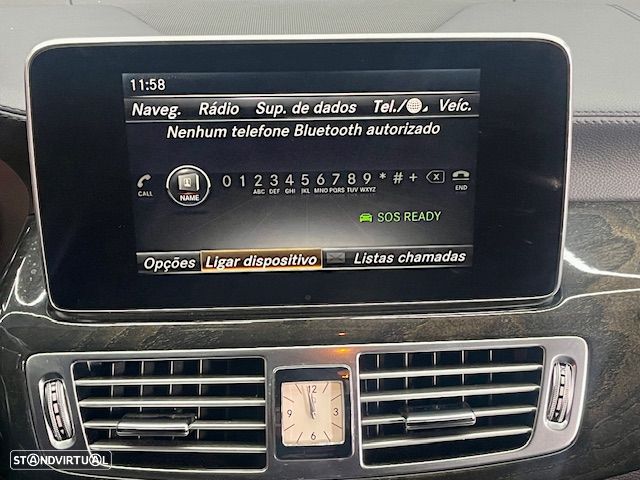 11:58
Naveg. Rádio Sup. de dados Tel./ Veíc.
Nenhum telefone Bluetooth autorizado
0 1 2 3 4 5 6 7 8 9 * # +
ABC DEF GHI JKL MNO PQRS TUV WXYZ
CALL NAME END
SOS READY
Opções Ligar dispositivo Listas chamadas
12
3
6
9
STANDVIRTUAL